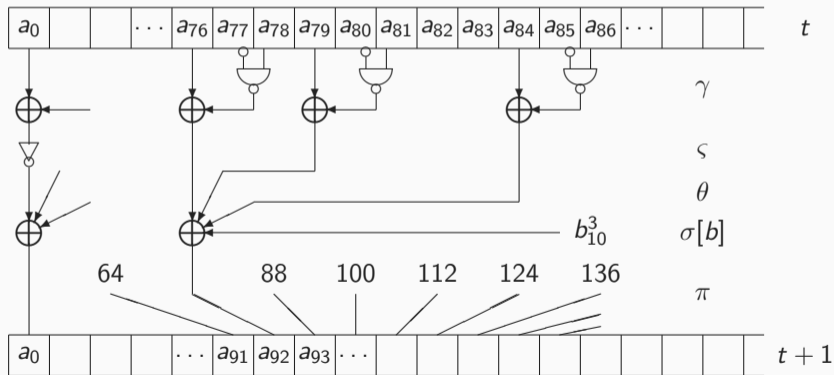 a₀ ··· a₇₆ a₇₇ a₇₈ a₇₉ a₈₀ a₈₁ a₈₂ a₈₃ a₈₄ a₈₅ a₈₆ ··· t
γ
ς
θ
b³₁₀ σ[b]
64 88 100 112 124 136
π
a₀ ··· a₉₁ a₉₂ a₉₃ ··· t + 1